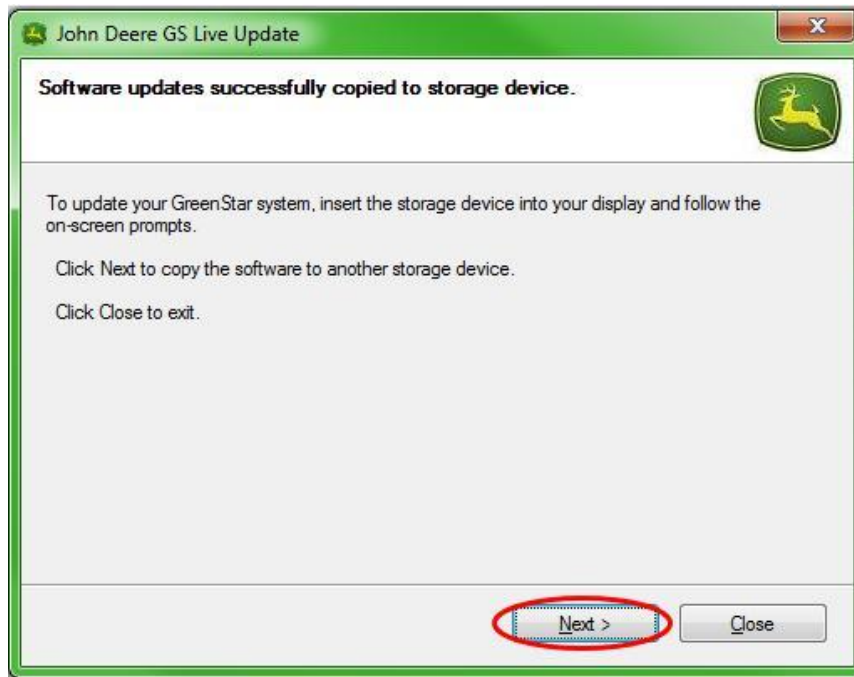 John Deere GS Live Update
Software updates successfully copied to storage device.
To update your GreenStar system, insert the storage device into your display and follow the
on-screen prompts.
Click Next to copy the software to another storage device.
Click Close to exit.
Next >
Close